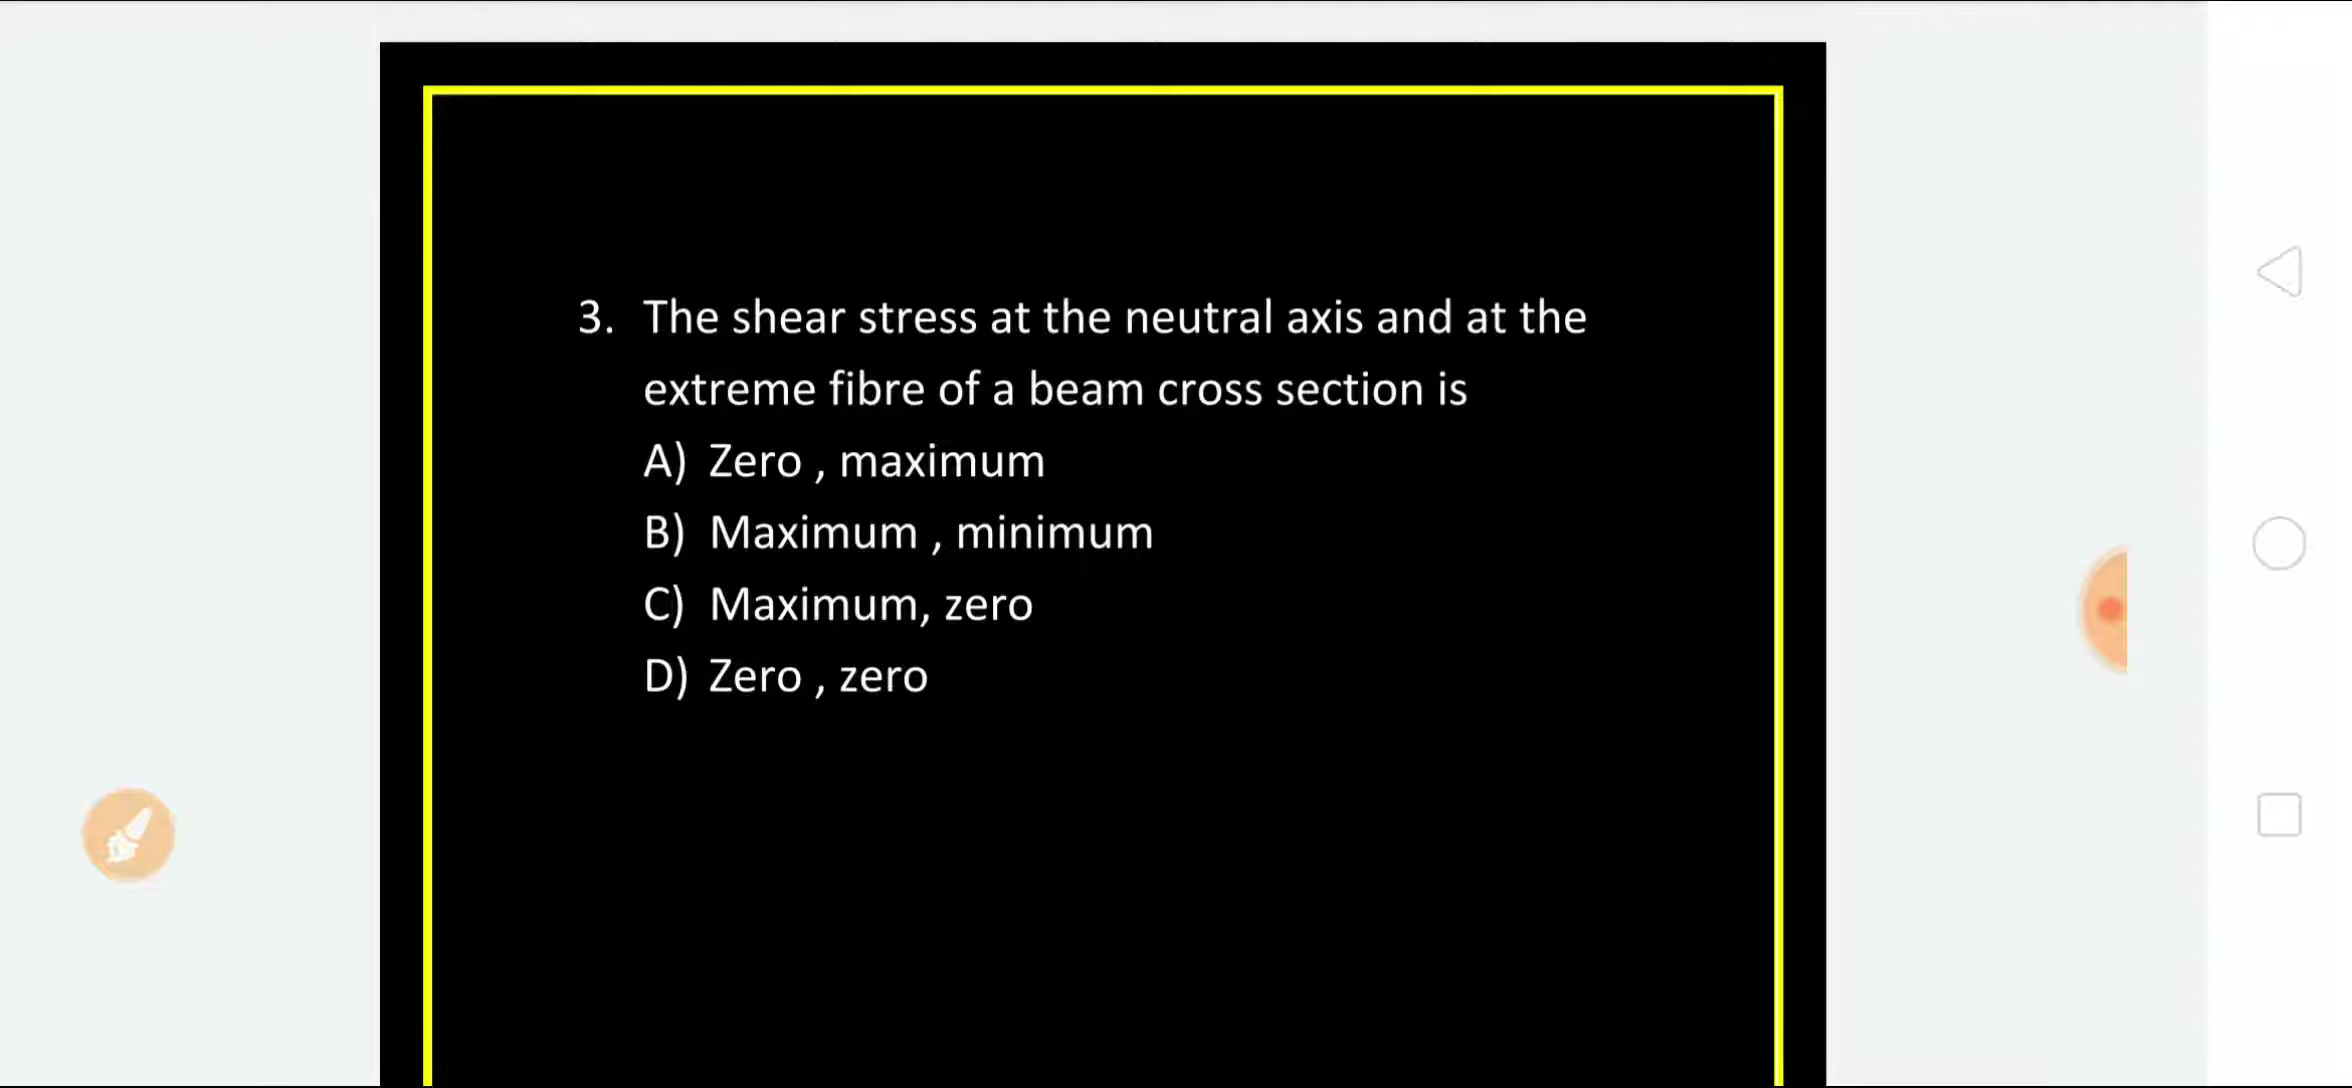 3. The shear stress at the neutral axis and at the
extreme fibre of a beam cross section is
A) Zero , maximum
B) Maximum , minimum
C) Maximum, zero
D) Zero , zero